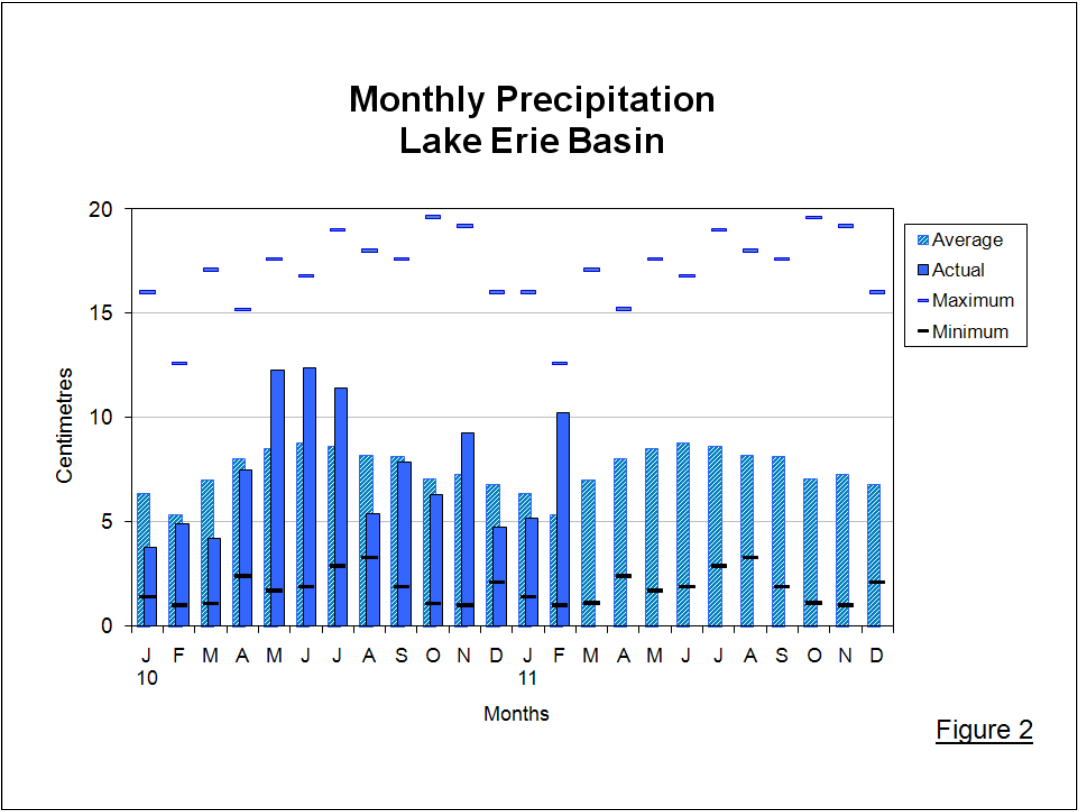 Monthly Precipitation
Lake Erie Basin
20
15
10
5
0
Centimetres
J F M A M J J A S O N D J F M A M J J A S O N D
10 11
Months
Average
Actual
Maximum
Minimum
Figure 2